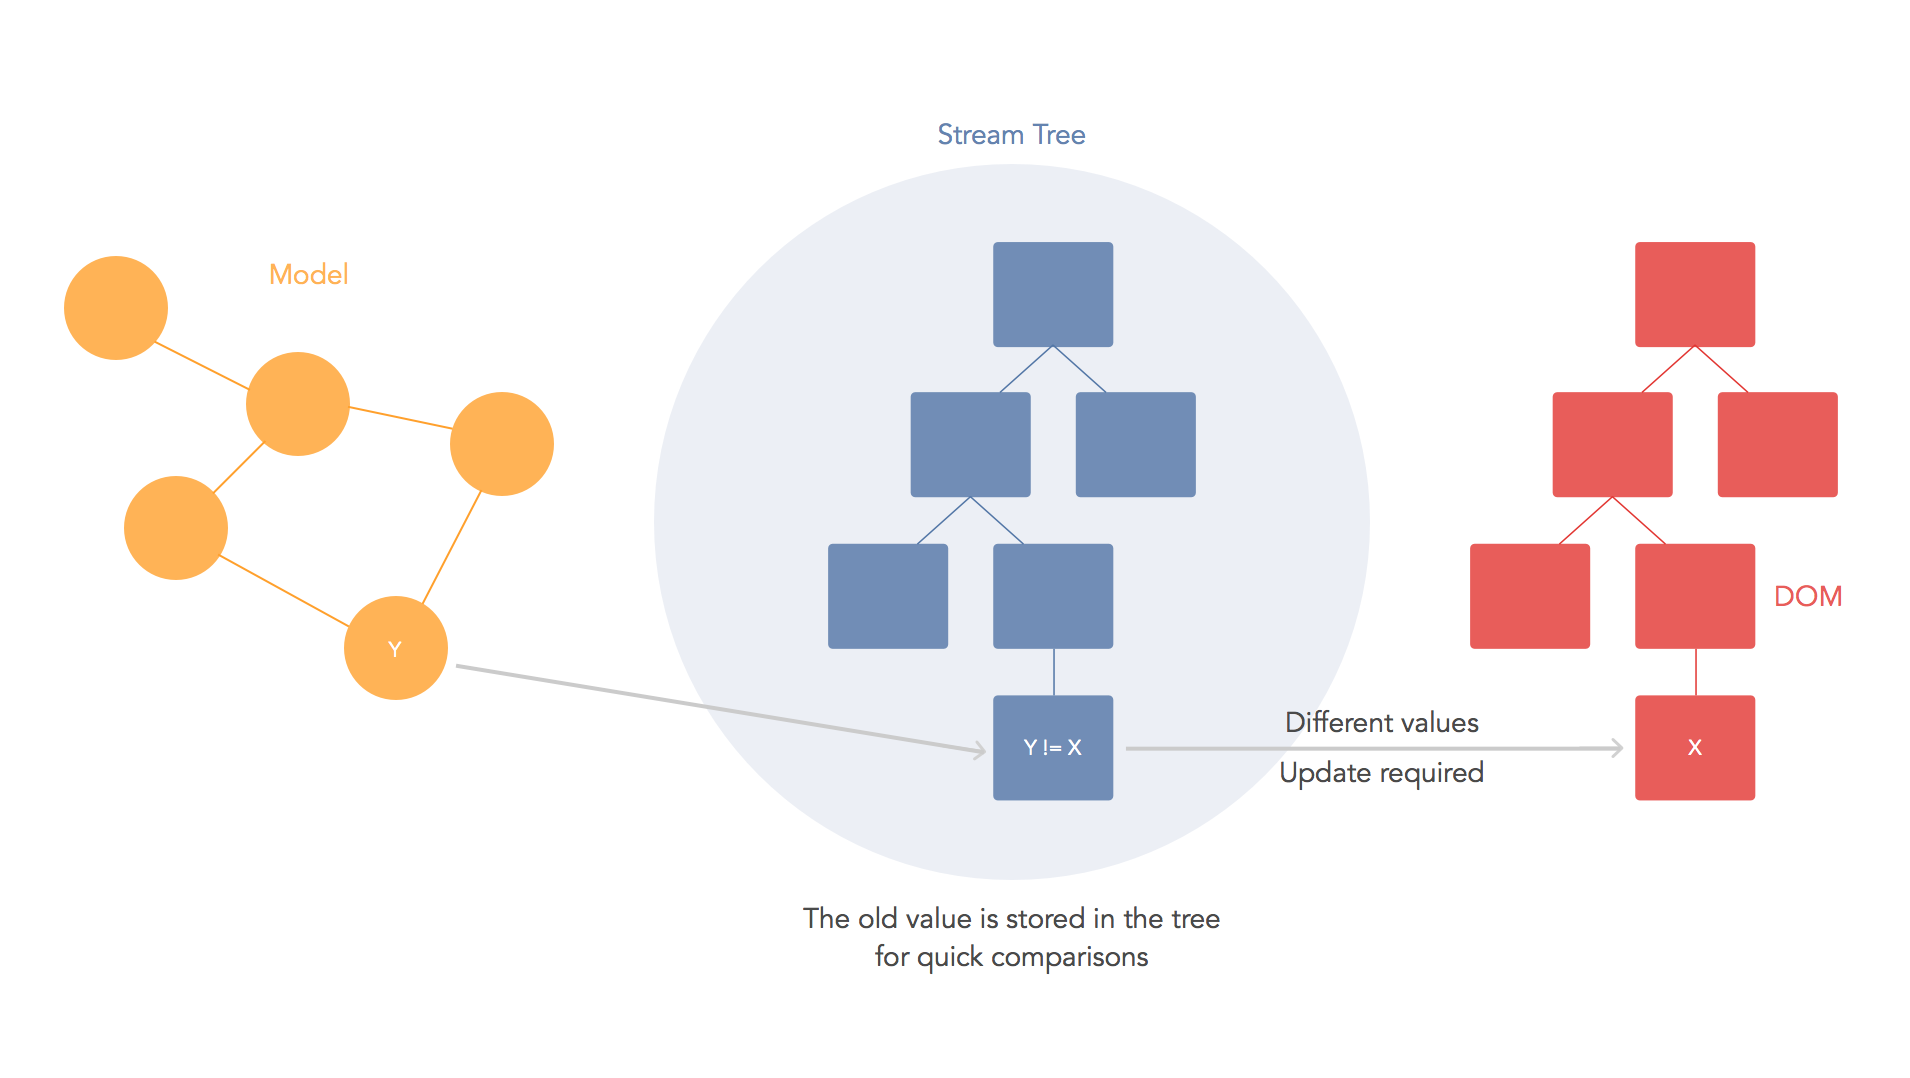 Stream Tree
Model
DOM
Y
Different values
Y != X
X
Update required
The old value is stored in the tree
for quick comparisons